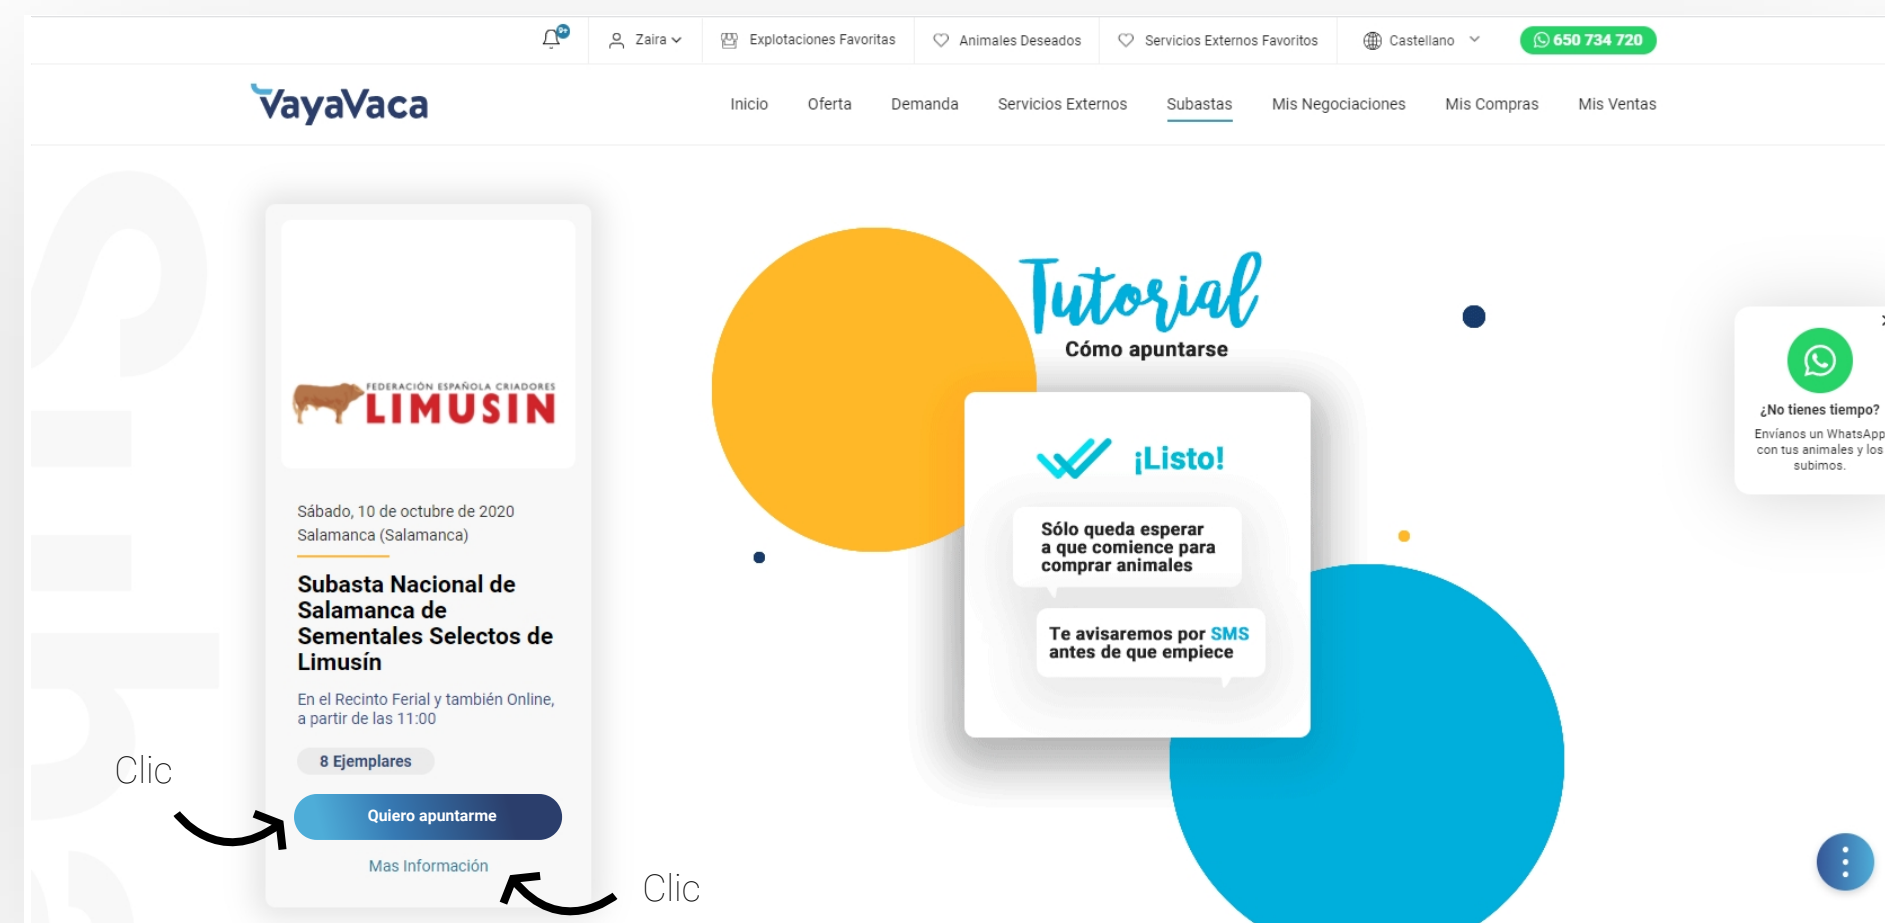 9+
Zaira
Explotaciones Favoritas
Animales Deseados
Servicios Externos Favoritos
Castellano
650 734 720
VayaVaca
Inicio
Oferta
Demanda
Servicios Externos
Subastas
Mis Negociaciones
Mis Compras
Mis Ventas
FEDERACIÓN ESPAÑOLA CRIADORES
LIMUSIN
Sábado, 10 de octubre de 2020
Salamanca (Salamanca)
Subasta Nacional de
Salamanca de
Sementales Selectos de
Limusín
En el Recinto Ferial y también Online,
a partir de las 11:00
8 Ejemplares
Clic
Quiero apuntarme
Mas Información
Clic
Tutorial
Cómo apuntarse
¡Listo!
Sólo queda esperar
a que comience para
comprar animales
Te avisaremos por SMS
antes de que empiece
¿No tienes tiempo?
Envíanos un WhatsApp
con tus animales y los
subimos.